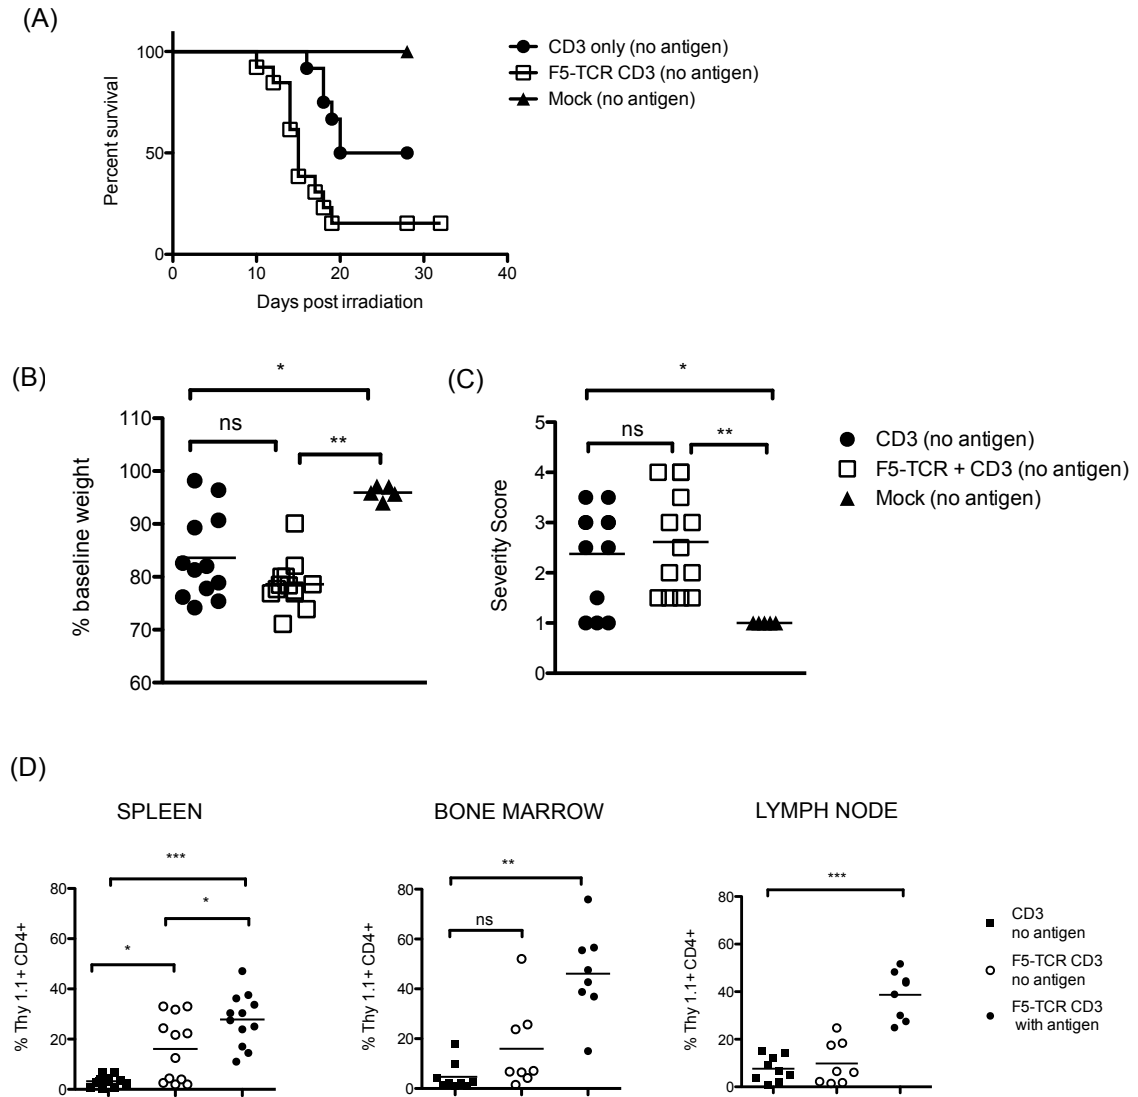 (A)
100
50
0
0 10 20 30 40
Percent survival
Days post irradiation
CD3 only (no antigen)
F5-TCR CD3 (no antigen)
Mock (no antigen)
(B)
*
ns
**
110
100
90
80
70
60
% baseline weight
(C)
*
ns
**
5
4
3
2
1
0
Severity Score
CD3 (no antigen)
F5-TCR + CD3 (no antigen)
Mock (no antigen)
(D)
SPLEEN
***
*
*
80
60
40
20
0
% Thy 1.1+ CD4+
BONE MARROW
**
ns
80
60
40
20
0
% Thy 1.1+ CD4+
LYMPH NODE
***
80
60
40
20
0
% Thy 1.1+ CD4+
CD3
no antigen
F5-TCR CD3
no antigen
F5-TCR CD3
with antigen